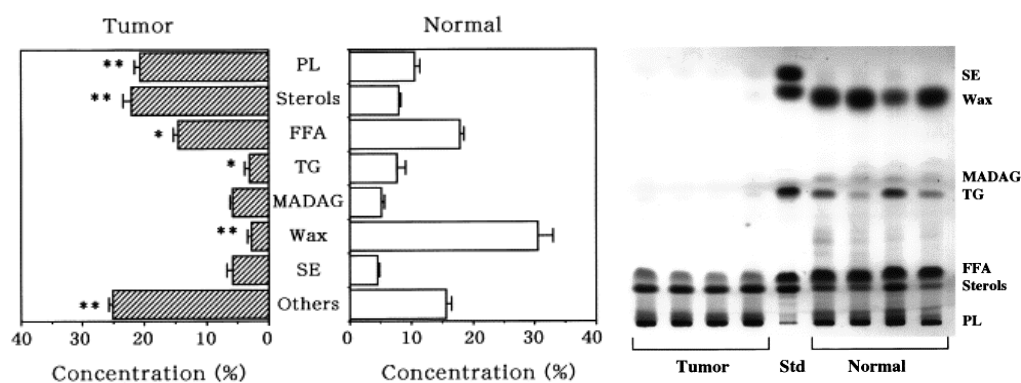 Tumor
Normal
**
PL
**
Sterols
*
FFA
*
TG
MADAG
**
Wax
SE
**
Others
40 30 20 10 0
0 10 20 30 40
Concentration (%)
Concentration (%)
SE
Wax
MADAG
TG
FFA
Sterols
PL
Tumor
Std
Normal